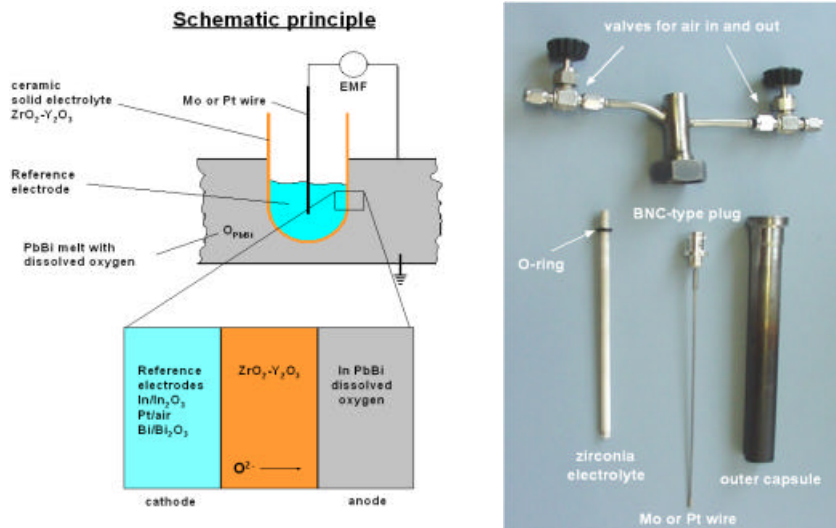 Schematic principle
ceramic
solid electrolyte
ZrO₂-Y₂O₃
Mo or Pt wire
EMF
Reference
electrode
O_PbBi
PbBi melt with
dissolved oxygen
Reference
electrodes
In/In₂O₃
Pt/air
Bi/Bi₂O₃
ZrO₂-Y₂O₃
In PbBi
dissolved
oxygen
O²⁻
cathode
anode
valves for air in and out
BNC-type plug
O-ring
zirconia
electrolyte
outer capsule
Mo or Pt wire